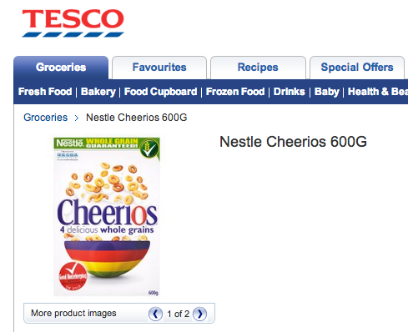 TESCO
Groceries Favourites Recipes Special Offers
Fresh Food | Bakery | Food Cupboard | Frozen Food | Drinks | Baby | Health & Bea
Groceries > Nestle Cheerios 600G
Nestle Cheerios 600G
Nestlé WHOLE GRAIN
GUARANTEED!
Cheerios
4 delicious whole grains
600g
More product images 1 of 2